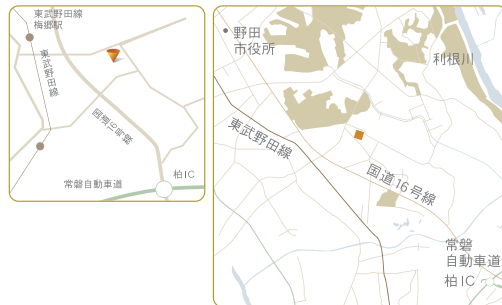 東武野田線
梅郷駅
東武野田線
国道16号線
常磐自動車道
柏IC
野田
市役所
利根川
東武野田線
国道16号線
常磐
自動車道
柏IC